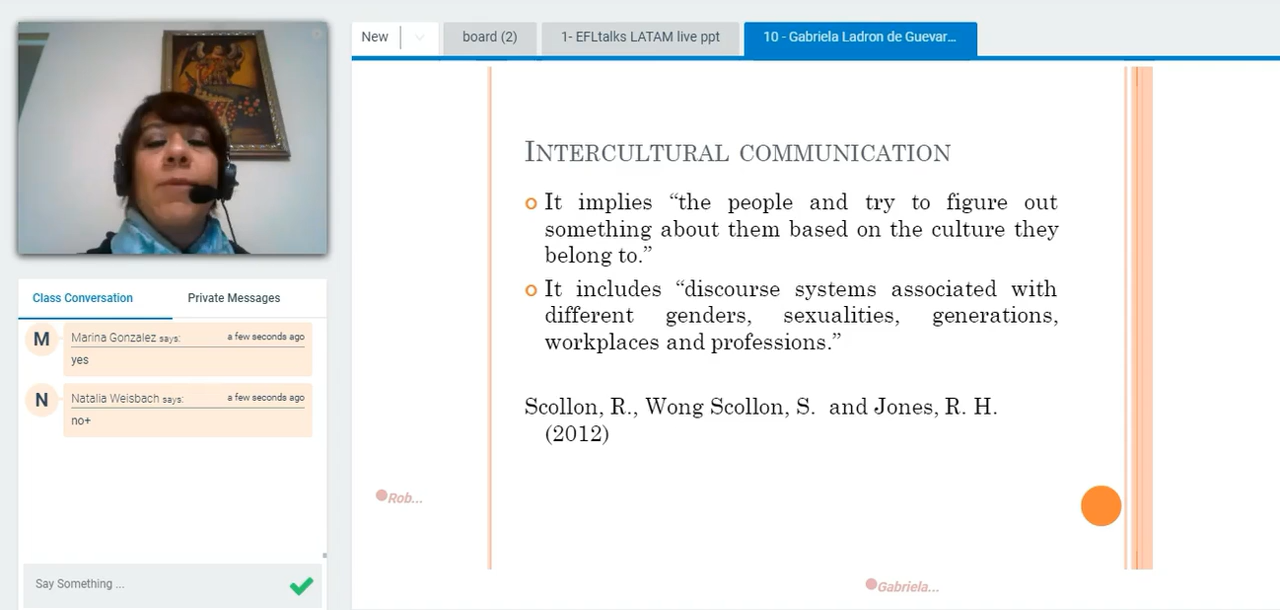 New
board (2)
1- EFLtalks LATAM live ppt
10 - Gabriela Ladron de Guevar...
INTERCULTURAL COMMUNICATION
It implies “the people and try to figure out
something about them based on the culture they
belong to.”
It includes “discourse systems associated with
different genders, sexualities, generations,
workplaces and professions.”
Scollon, R., Wong Scollon, S. and Jones, R. H.
(2012)
Rob...
Gabriela...
Class Conversation
Private Messages
M
Marina Gonzalez says:
a few seconds ago
yes
N
Natalia Weisbach says:
a few seconds ago
no+
Say Something ...